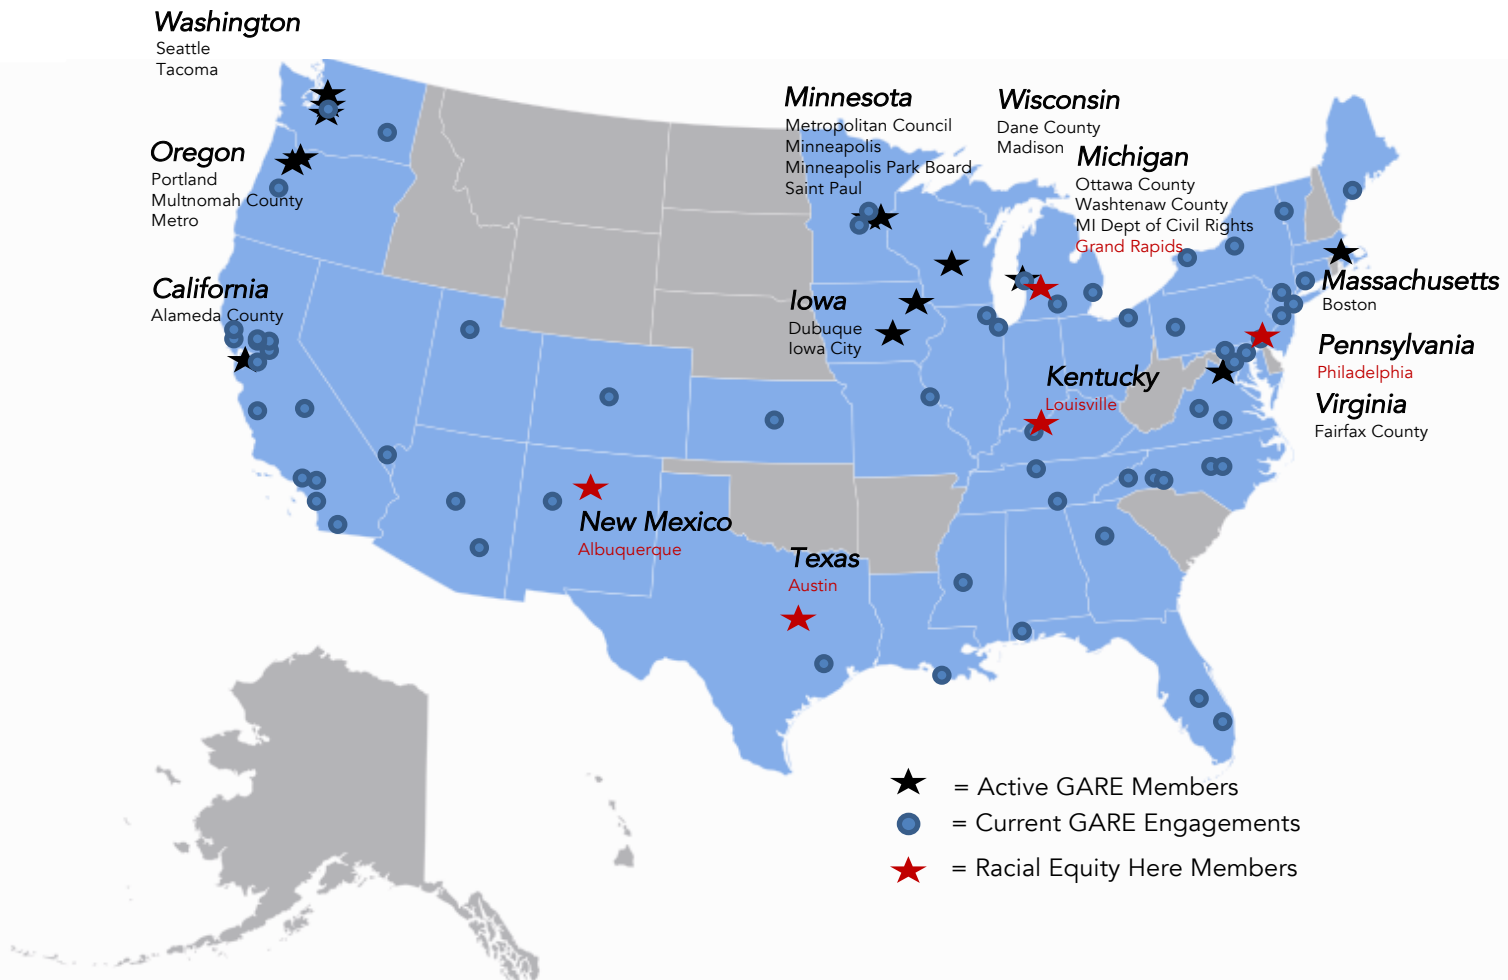 Washington
Seattle
Tacoma
Oregon
Portland
Multnomah County
Metro
California
Alameda County
Minnesota
Metropolitan Council
Minneapolis
Minneapolis Park Board
Saint Paul
Wisconsin
Dane County
Madison
Michigan
Ottawa County
Washtenaw County
MI Dept of Civil Rights
Grand Rapids
Iowa
Dubuque
Iowa City
Massachusetts
Boston
Pennsylvania
Philadelphia
Virginia
Fairfax County
Kentucky
Louisville
New Mexico
Albuquerque
Texas
Austin
= Active GARE Members
= Current GARE Engagements
= Racial Equity Here Members